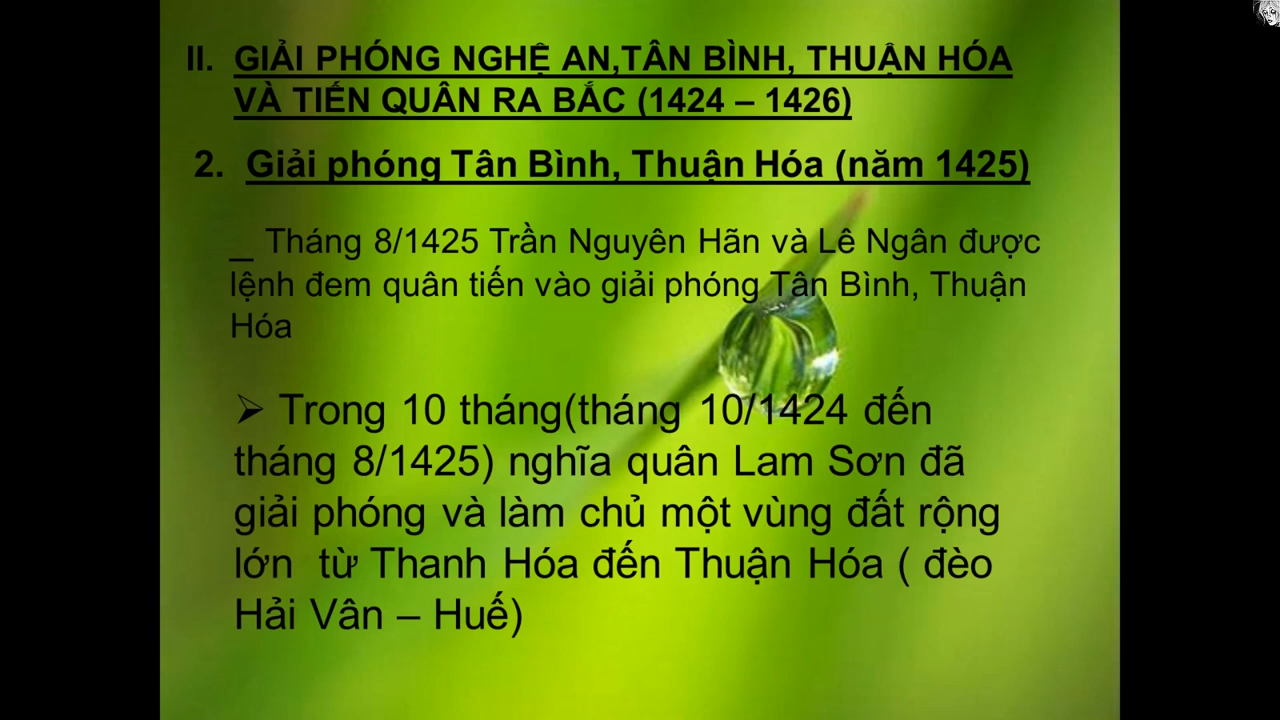 II. GIẢI PHÓNG NGHỆ AN,TÂN BÌNH, THUẬN HÓA
VÀ TIẾN QUÂN RA BẮC (1424 – 1426)
2. Giải phóng Tân Bình, Thuận Hóa (năm 1425)
_ Tháng 8/1425 Trần Nguyên Hãn và Lê Ngân được
lệnh đem quân tiến vào giải phóng Tân Bình, Thuận
Hóa
➢ Trong 10 tháng(tháng 10/1424 đến
tháng 8/1425) nghĩa quân Lam Sơn đã
giải phóng và làm chủ một vùng đất rộng
lớn từ Thanh Hóa đến Thuận Hóa ( đèo
Hải Vân – Huế)